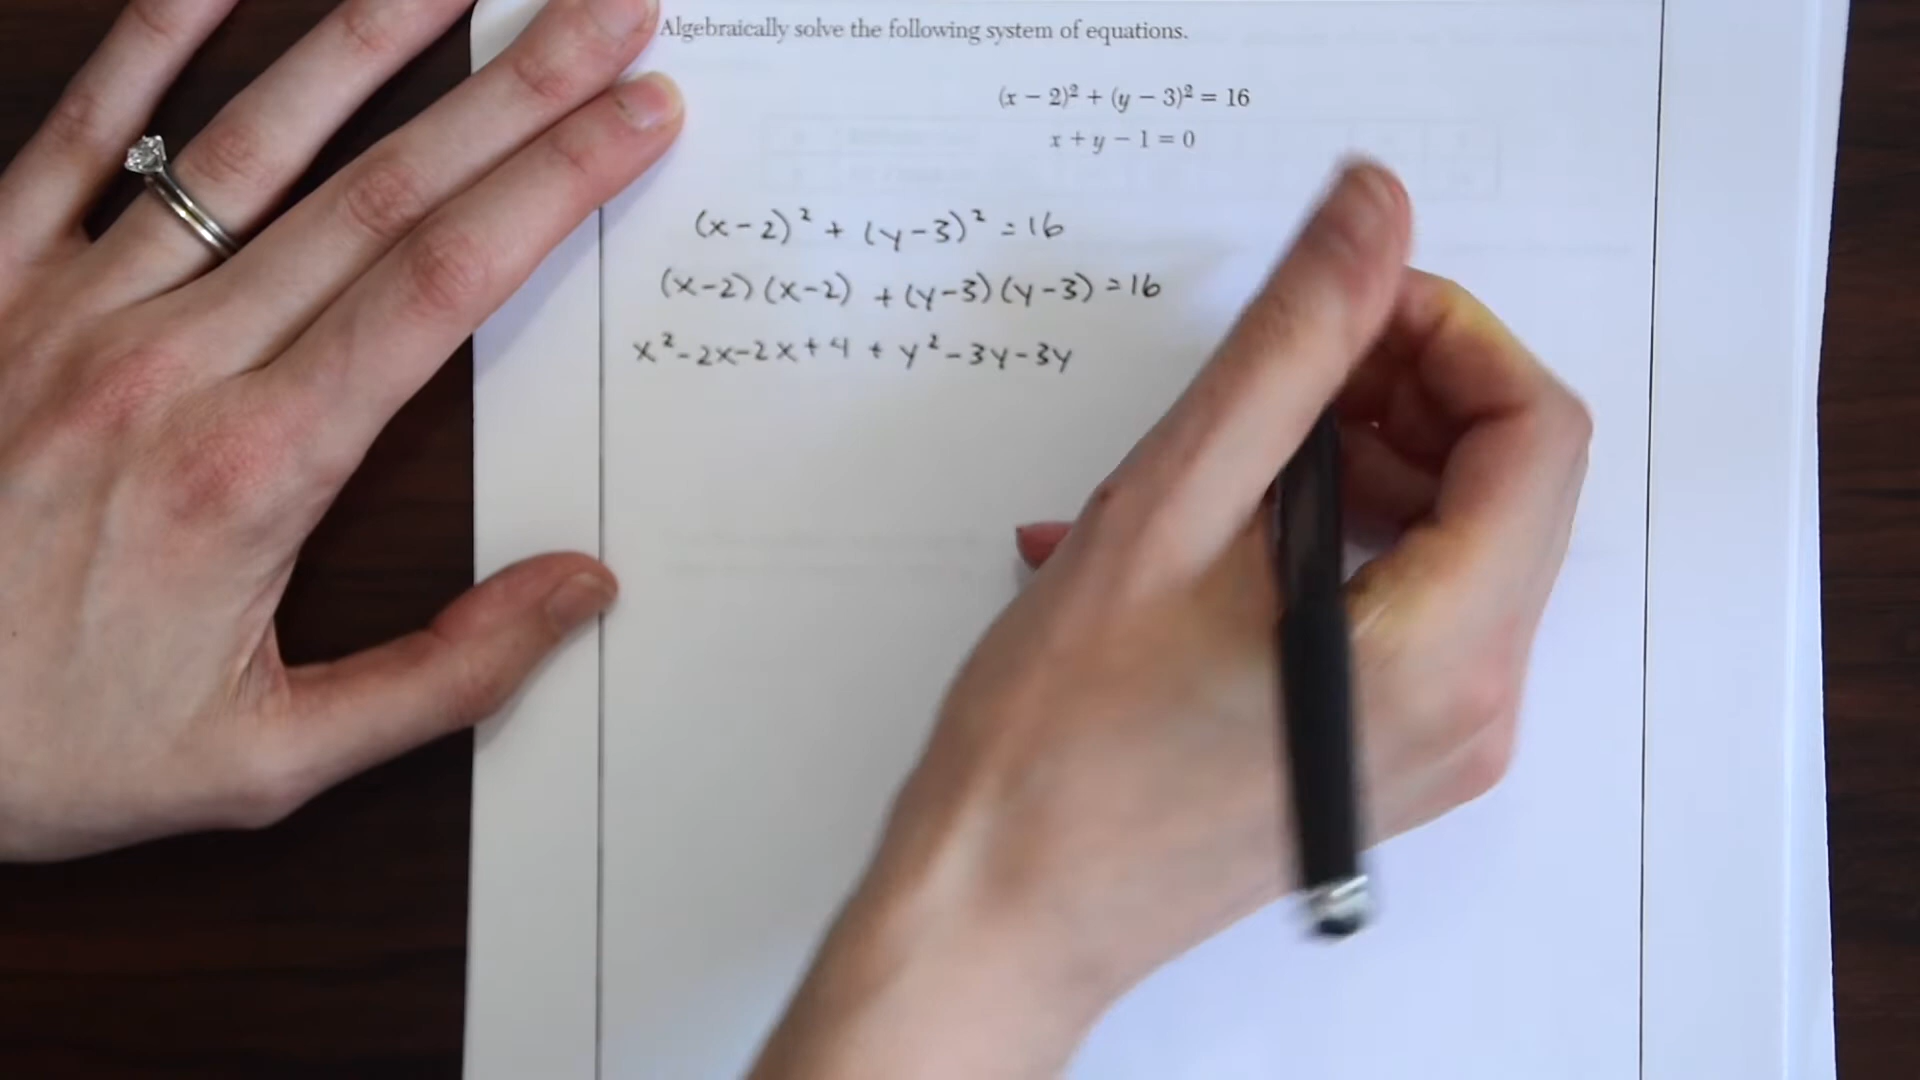 Algebraically solve the following system of equations.
(x − 2)² + (y − 3)² = 16
x + y − 1 = 0
(x-2)² + (y-3)² = 16
(x-2)(x-2) + (y-3)(y-3) = 16
x²-2x-2x+4 + y²-3y-3y